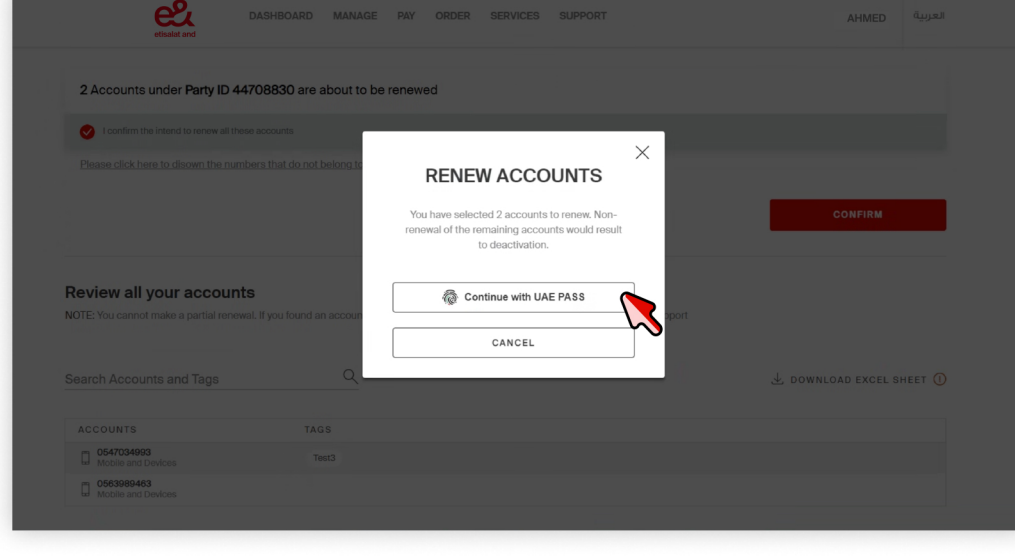 e&
etisalat and
DASHBOARD MANAGE PAY ORDER SERVICES SUPPORT AHMED العربية
2 Accounts under Party ID 44708830 are about to be renewed
I confirm the intend to renew all these accounts
Please click here to disown the numbers that do not belong to
CONFIRM
RENEW ACCOUNTS
You have selected 2 accounts to renew. Non-
renewal of the remaining accounts would result
to deactivation.
Continue with UAE PASS
CANCEL
Review all your accounts
NOTE: You cannot make a partial renewal. If you found an
Search Accounts and Tags
DOWNLOAD EXCEL SHEET
ACCOUNTS TAGS
0547034993 Test3
Mobile and Devices
0563989463
Mobile and Devices